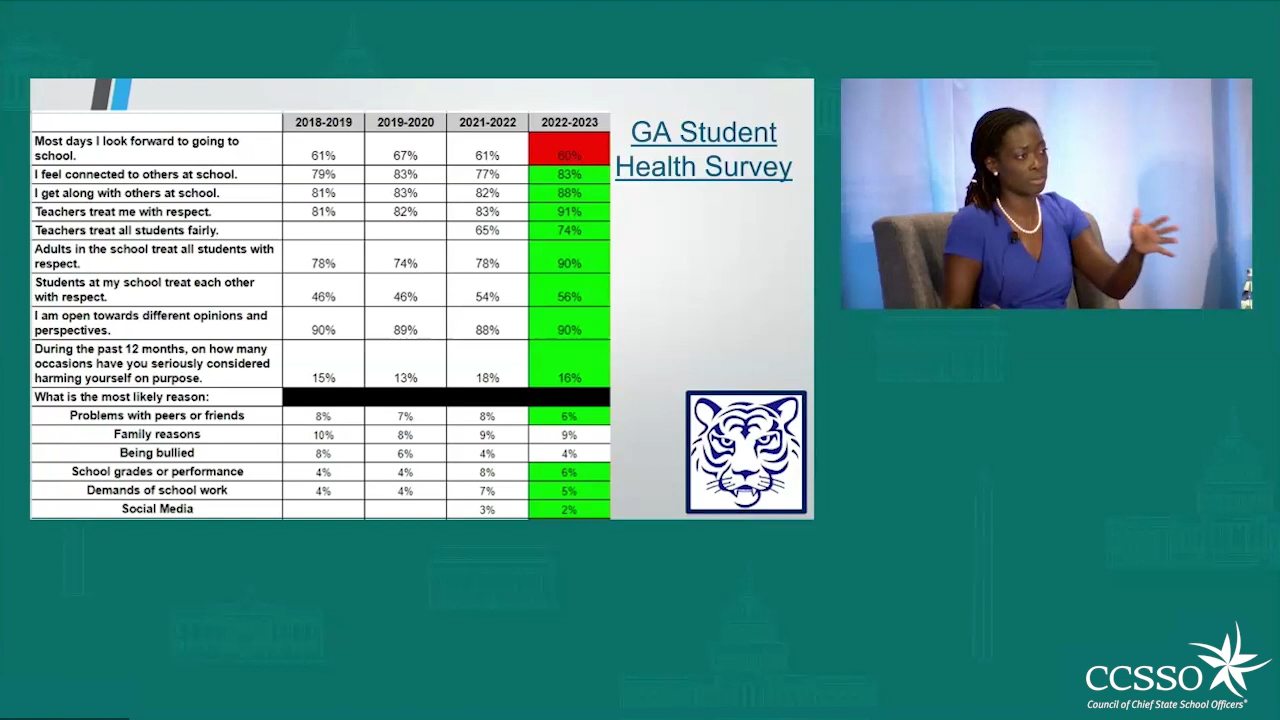 2018-2019 2019-2020 2021-2022 2022-2023
Most days I look forward to going to
school. 61% 67% 61% 60%
I feel connected to others at school. 79% 83% 77% 83%
I get along with others at school. 81% 83% 82% 88%
Teachers treat me with respect. 81% 82% 83% 91%
Teachers treat all students fairly. 65% 74%
Adults in the school treat all students with
respect. 78% 74% 78% 90%
Students at my school treat each other
with respect. 46% 46% 54% 56%
I am open towards different opinions and
perspectives. 90% 89% 88% 90%
During the past 12 months, on how many
occasions have you seriously considered
harming yourself on purpose. 15% 13% 18% 16%
What is the most likely reason:
Problems with peers or friends 8% 7% 8% 6%
Family reasons 10% 8% 9% 9%
Being bullied 8% 6% 4% 4%
School grades or performance 4% 4% 8% 6%
Demands of school work 4% 4% 7% 5%
Social Media 3% 2%
GA Student
Health Survey
CCSSO
Council of Chief State School Officers®